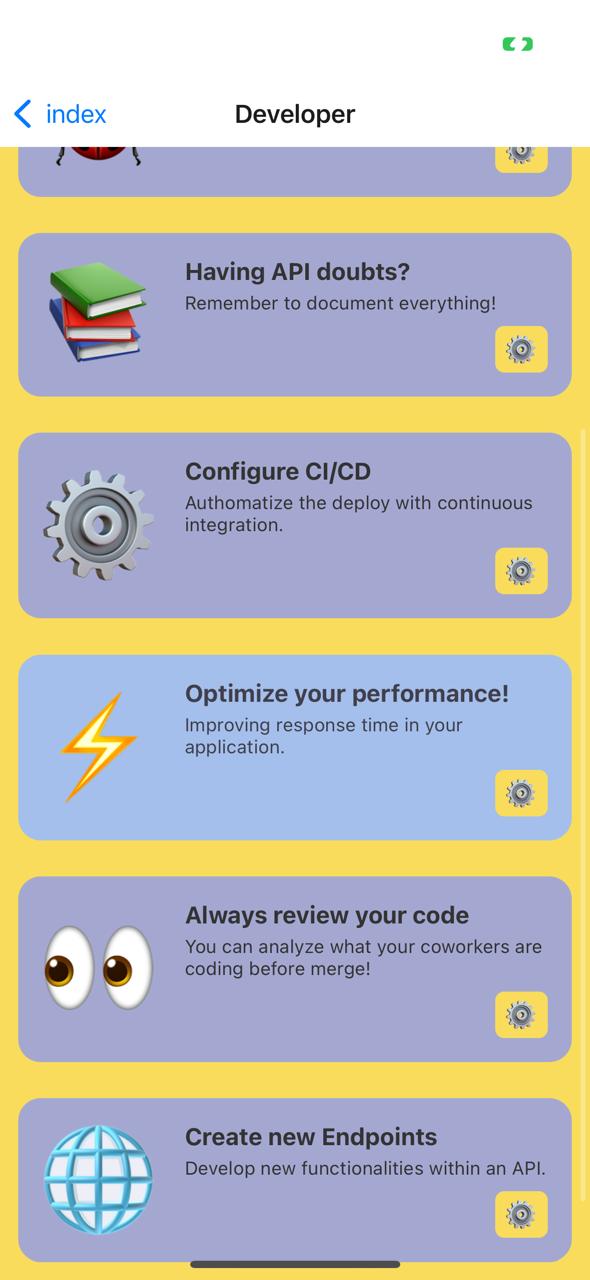 index
Developer
Having API doubts?
Remember to document everything!
Configure CI/CD
Authomatize the deploy with continuous
integration.
Optimize your performance!
Improving response time in your
application.
Always review your code
You can analyze what your coworkers are
coding before merge!
Create new Endpoints
Develop new functionalities within an API.